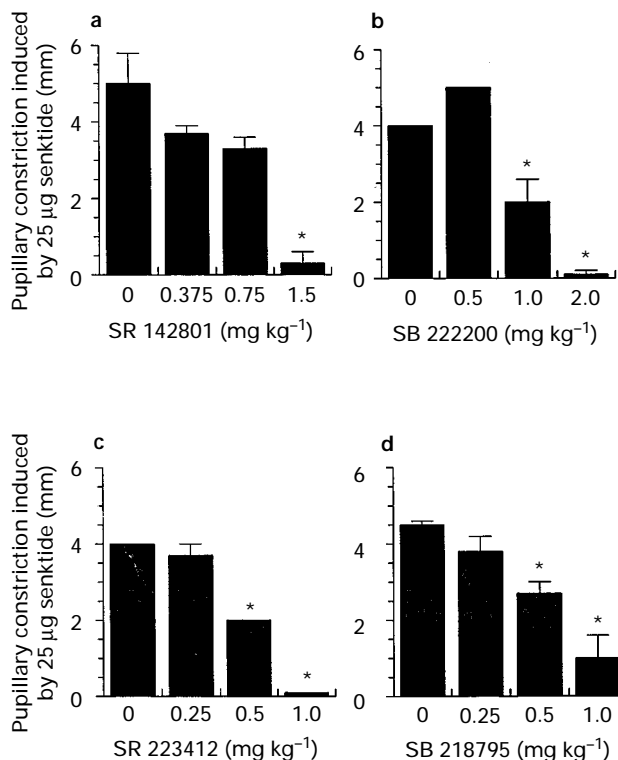 a
Pupillary constriction induced
by 25 µg senktide (mm)
6
4
2
0
*
0 0.375 0.75 1.5
SR 142801 (mg kg⁻¹)
b
6
4
2
0
*
*
0 0.5 1.0 2.0
SB 222200 (mg kg⁻¹)
c
Pupillary constriction induced
by 25 µg senktide (mm)
6
4
2
0
*
*
0 0.25 0.5 1.0
SR 223412 (mg kg⁻¹)
d
6
4
2
0
*
*
0 0.25 0.5 1.0
SB 218795 (mg kg⁻¹)